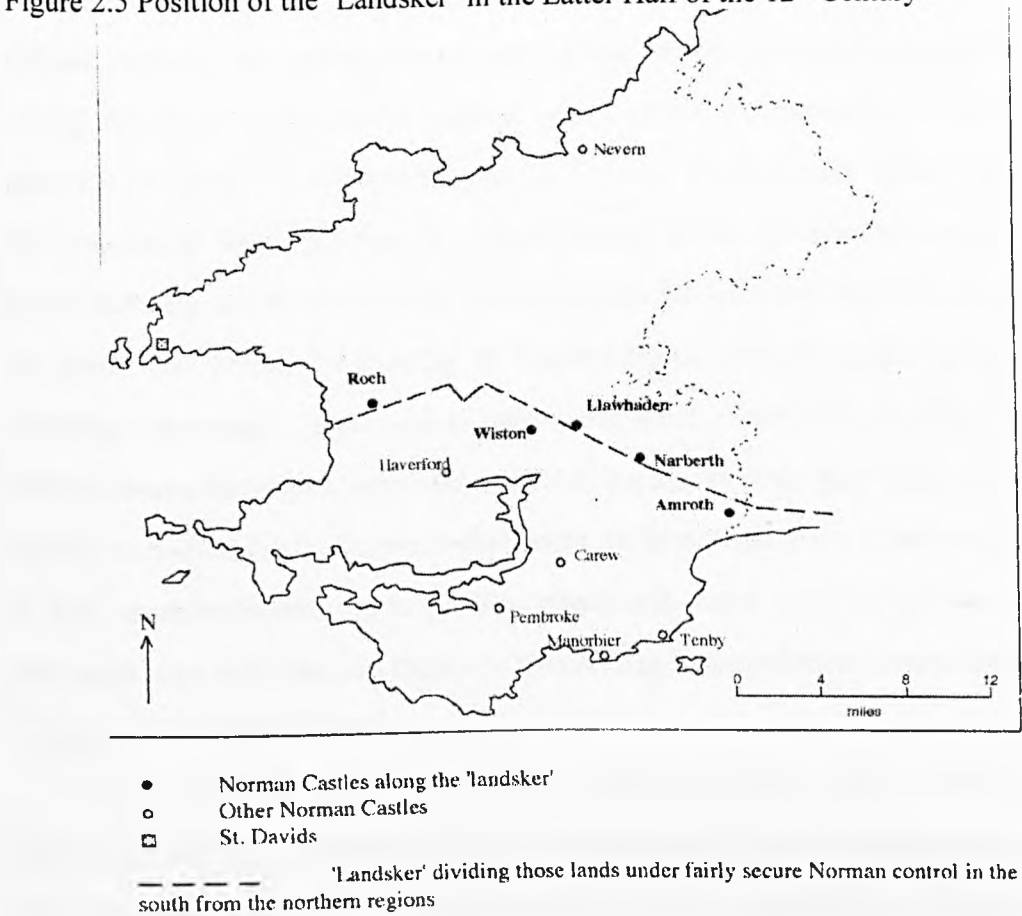 Figure 2.5 Position of the 'Landsker' in the Latter Half of the 12th Century
Nevern
Roch
Llawhaden
Wiston
Haverford
Narberth
Amroth
Carew
Pembroke
Manorbier
Tenby
N
0 4 8 12
miles
Norman Castles along the 'landsker'
Other Norman Castles
St. Davids
'Landsker' dividing those lands under fairly secure Norman control in the
south from the northern regions